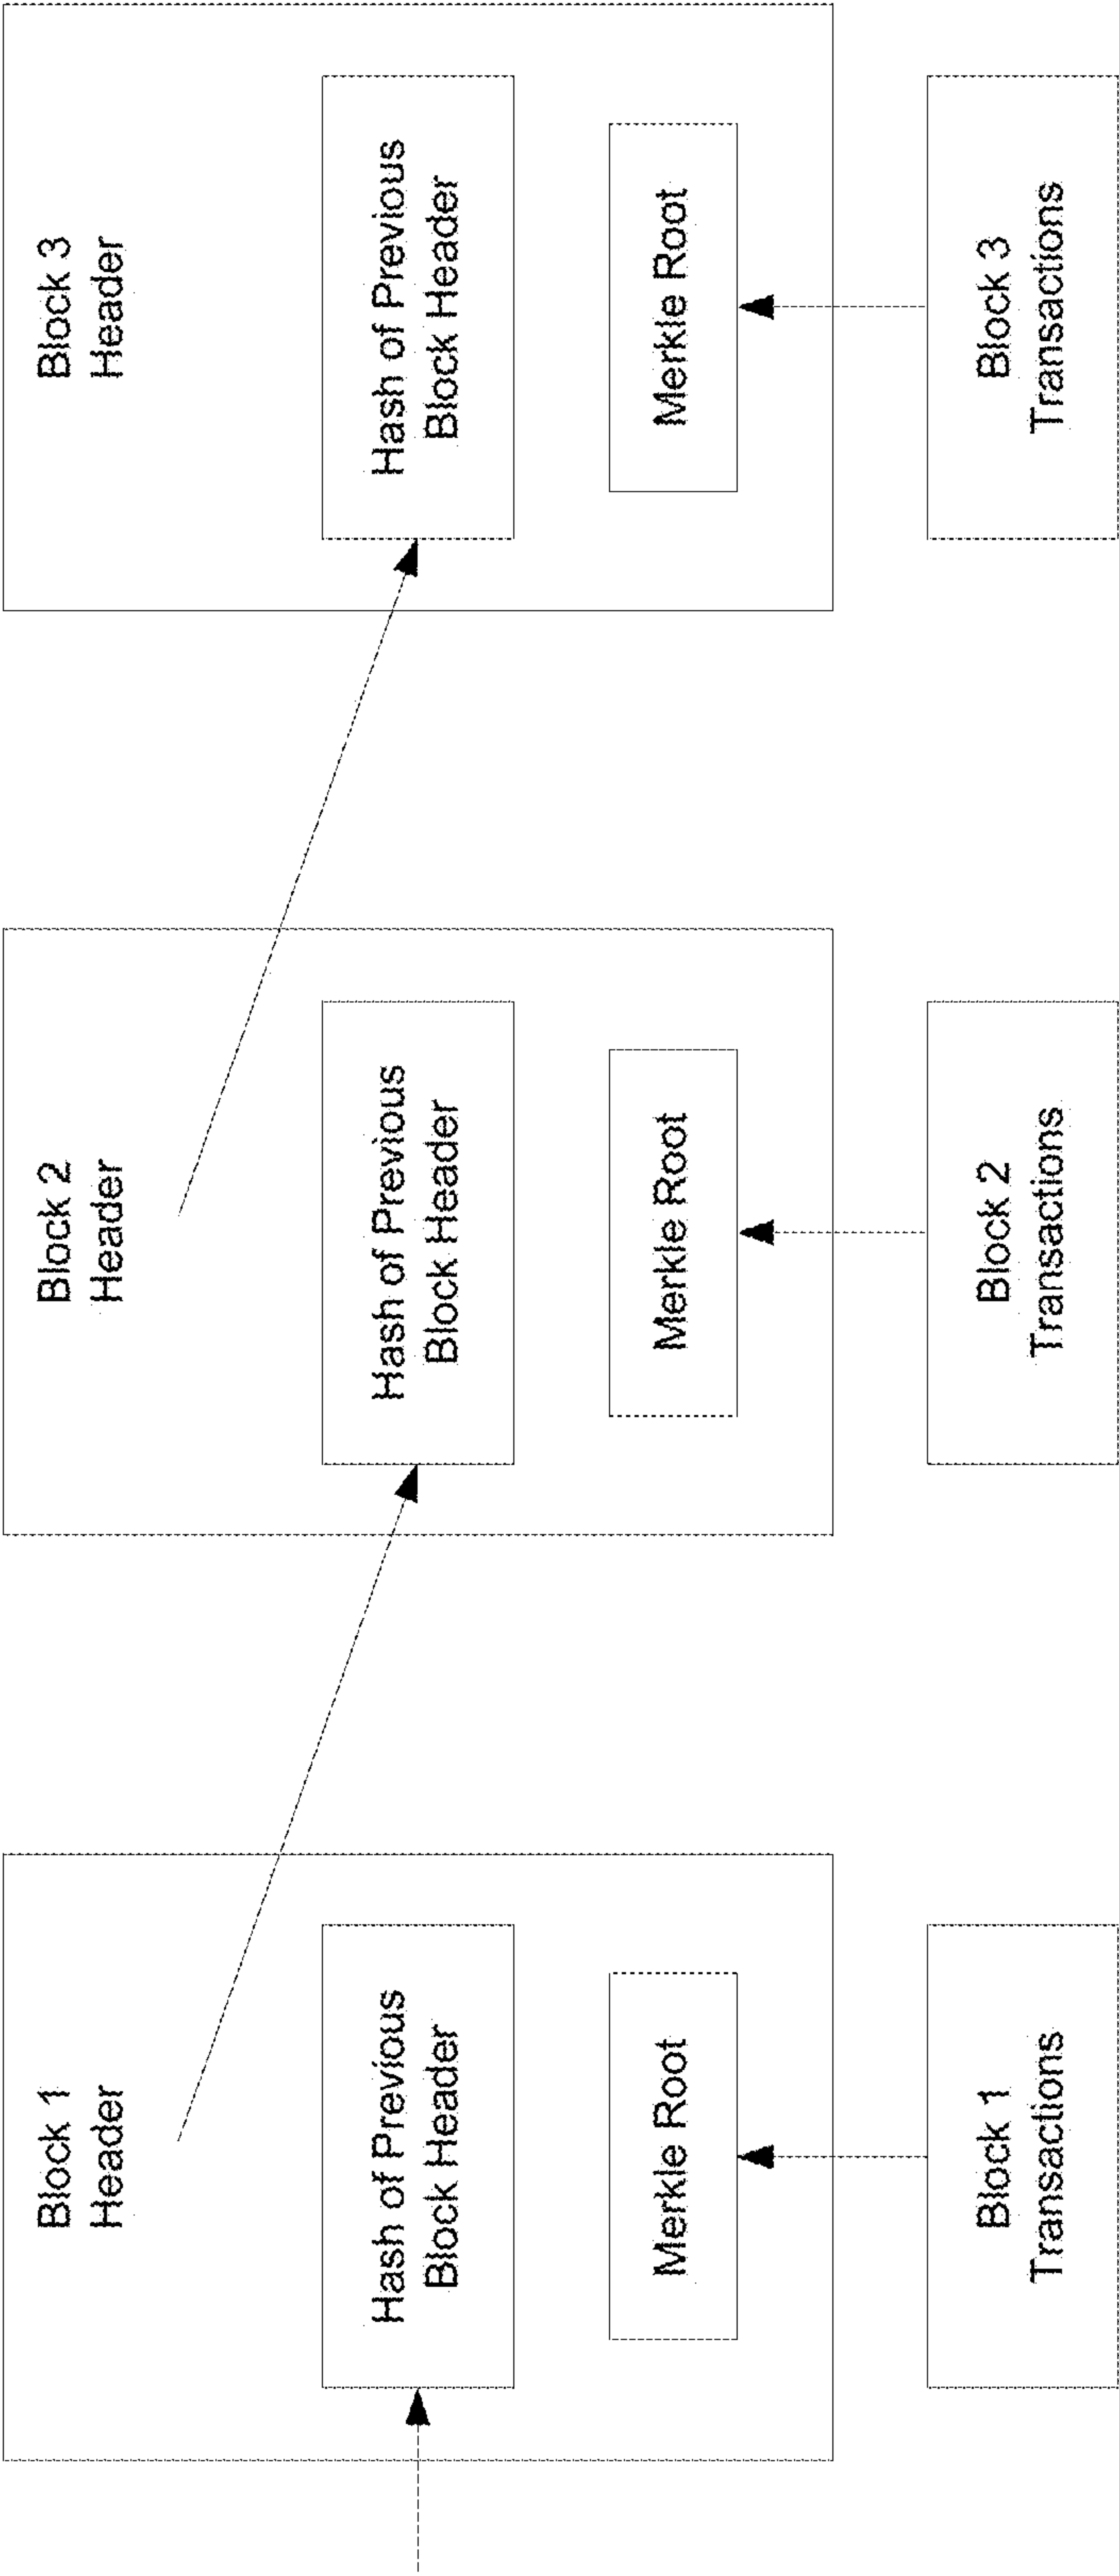 Block 1
Header
Hash of Previous
Block Header
Merkle Root
Block 1
Transactions
Block 2
Header
Hash of Previous
Block Header
Merkle Root
Block 2
Transactions
Block 3
Header
Hash of Previous
Block Header
Merkle Root
Block 3
Transactions